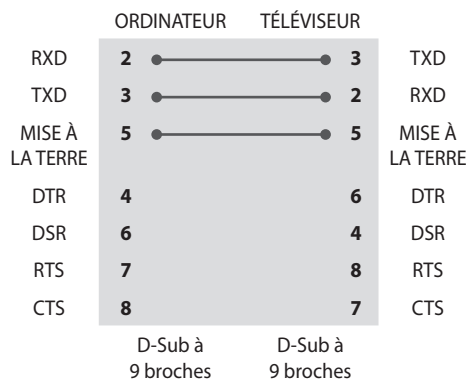 ORDINATEUR TÉLÉVISEUR
RXD 2 3 TXD
TXD 3 2 RXD
MISE À 5 5 MISE À
LA TERRE LA TERRE
DTR 4 6 DTR
DSR 6 4 DSR
RTS 7 8 RTS
CTS 8 7 CTS
D-Sub à D-Sub à
9 broches 9 broches